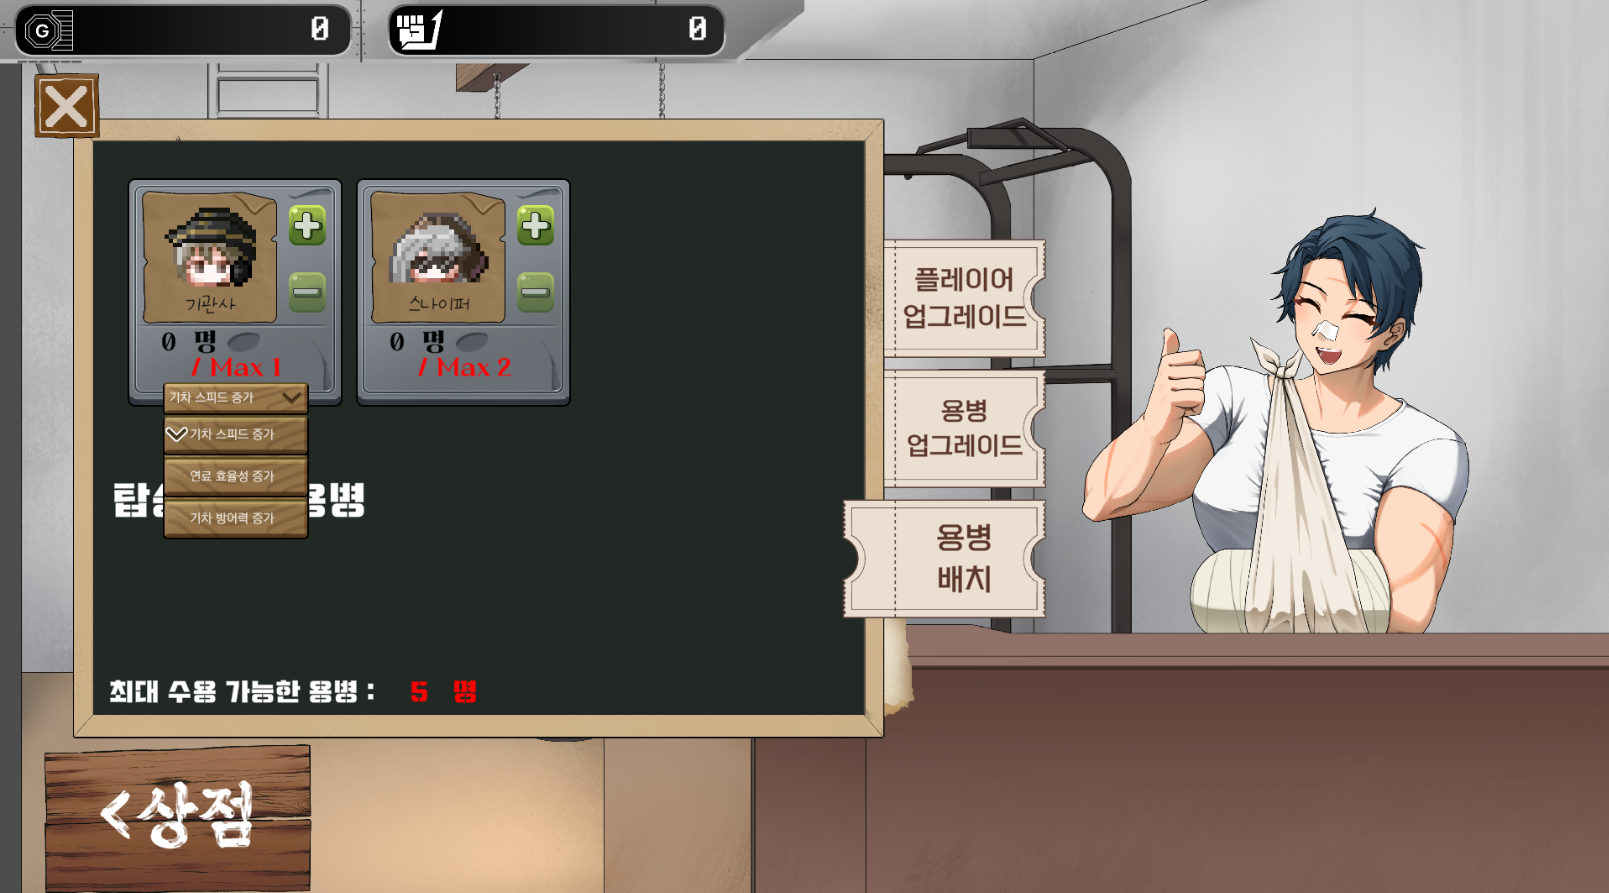 G 0 0
기관사
스나이퍼
0 명
/ Max 1
0 명
/ Max 2
기차 스피드 증가
기차 스피드 증가
연료 효율성 증가
기차 방어력 증가
플레이어
업그레이드
용병
업그레이드
용병
배치
최대 수용 가능한 용병 : 5 명
<상점